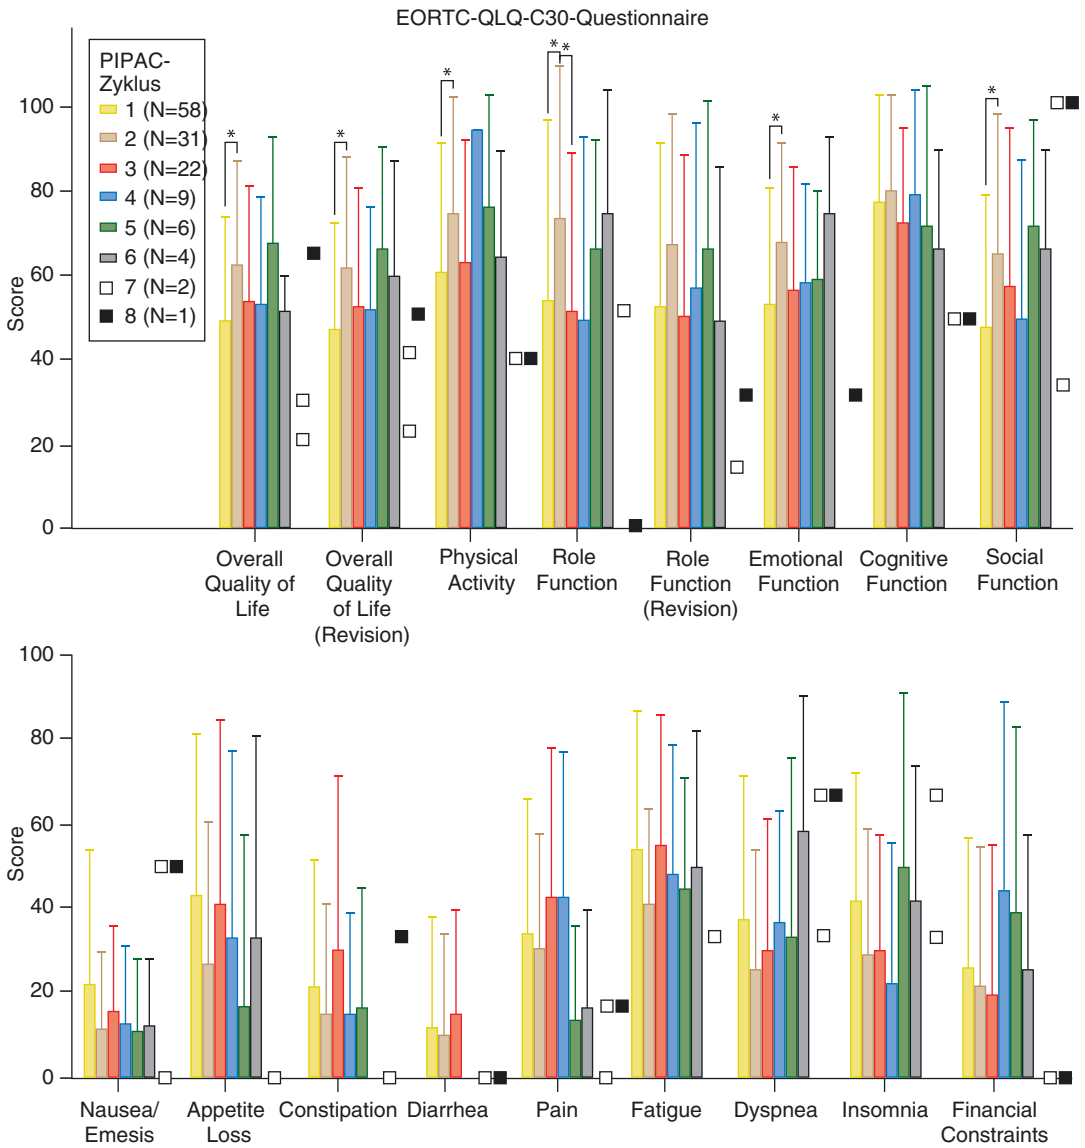 EORTC-QLQ-C30-Questionnaire
PIPAC-
Zyklus
1 (N=58)
2 (N=31)
3 (N=22)
4 (N=9)
5 (N=6)
6 (N=4)
7 (N=2)
8 (N=1)
Score
100
80
60
40
20
0
* * * * * * *
Overall
Quality of
Life
Overall
Quality
of Life
(Revision)
Physical
Activity
Role
Function
Role
Function
(Revision)
Emotional
Function
Cognitive
Function
Social
Function
Score
100
80
60
40
20
0
Nausea/
Emesis
Appetite
Loss
Constipation
Diarrhea
Pain
Fatigue
Dyspnea
Insomnia
Financial
Constraints